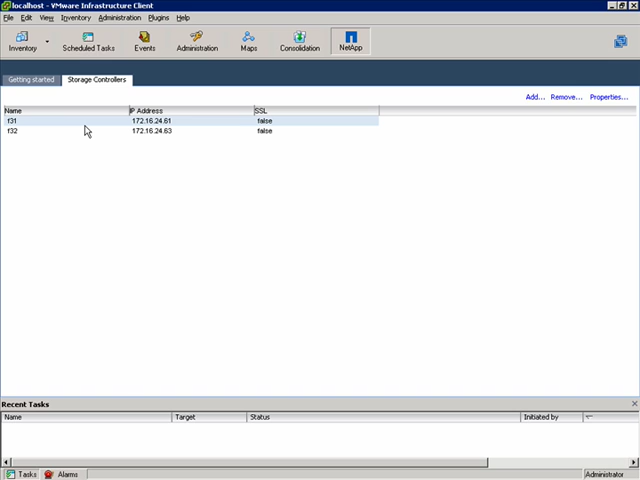 localhost - VMware Infrastructure Client
File Edit View Inventory Administration Plugins Help
Inventory Scheduled Tasks Events Administration Maps Consolidation NetApp
Getting started Storage Controllers
Add... Remove... Properties...
Name IP Address SSL
f31 172.16.24.61 false
f32 172.16.24.63 false
Recent Tasks
Name Target Status Initiated by
Tasks Alarms Administrator